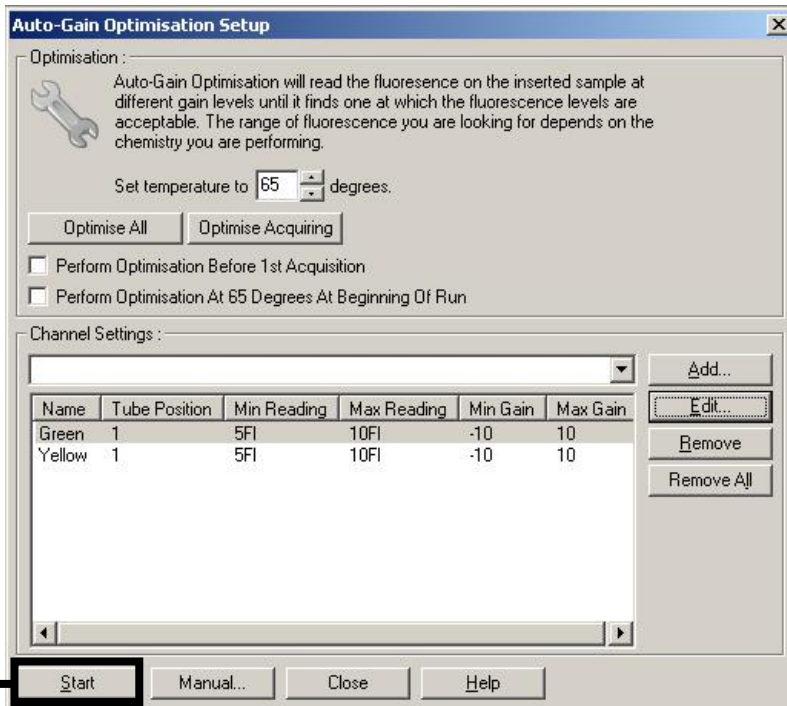 Auto-Gain Optimisation Setup
Optimisation :
Auto-Gain Optimisation will read the fluoresence on the inserted sample at
different gain levels until it finds one at which the fluorescence levels are
acceptable. The range of fluorescence you are looking for depends on the
chemistry you are performing.
Set temperature to 65 degrees.
Optimise All Optimise Acquiring
Perform Optimisation Before 1st Acquisition
Perform Optimisation At 65 Degrees At Beginning Of Run
Channel Settings :
Add...
Name Tube Position Min Reading Max Reading Min Gain Max Gain
Edit...
Green 1 5Fl 10Fl -10 10
Yellow 1 5Fl 10Fl -10 10
Remove
Remove All
Start Manual... Close Help